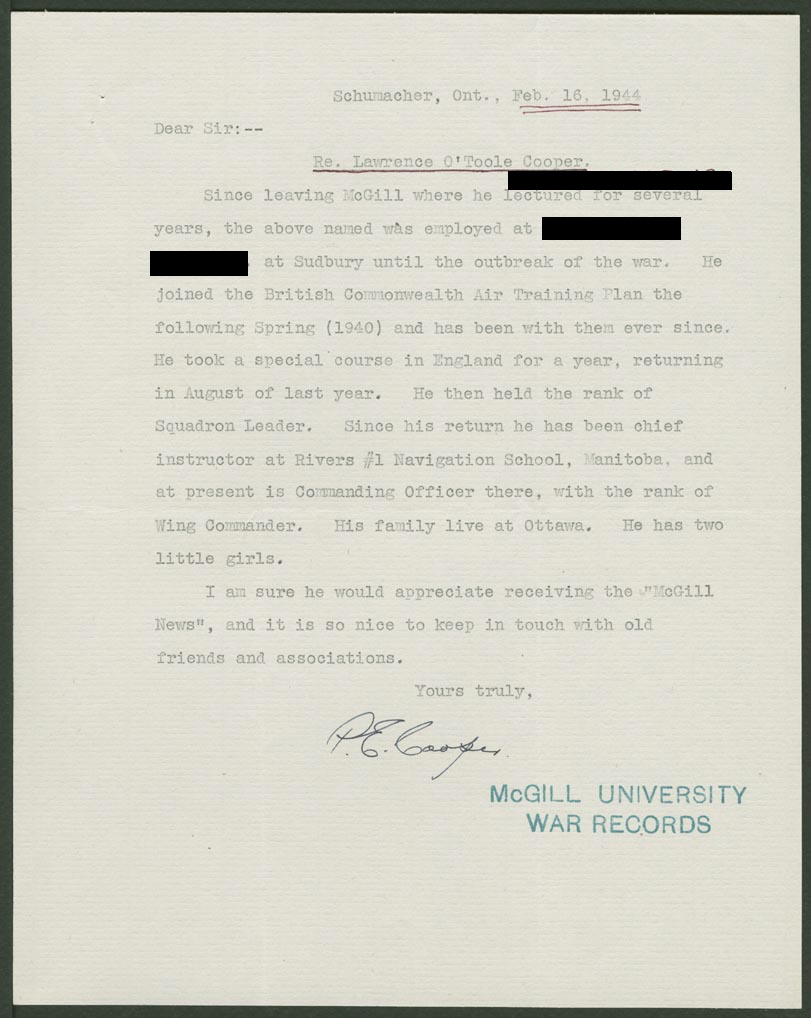 Schumacher, Ont., Feb. 16, 1944
Dear Sir:--
Re. Lawrence O'Toole Cooper.
Since leaving McGill where he lectured for several
years, the above named was employed at
at Sudbury until the outbreak of the war. He
joined the British Commonwealth Air Training Plan the
following Spring (1940) and has been with them ever since.
He took a special course in England for a year, returning
in August of last year. He then held the rank of
Squadron Leader. Since his return he has been chief
instructor at Rivers #1 Navigation School, Manitoba, and
at present is Commanding Officer there, with the rank of
Wing Commander. His family live at Ottawa. He has two
little girls.
I am sure he would appreciate receiving the "McGill
News", and it is so nice to keep in touch with old
friends and associations.
Yours truly,
P.E. Cooper.
McGILL UNIVERSITY
WAR RECORDS